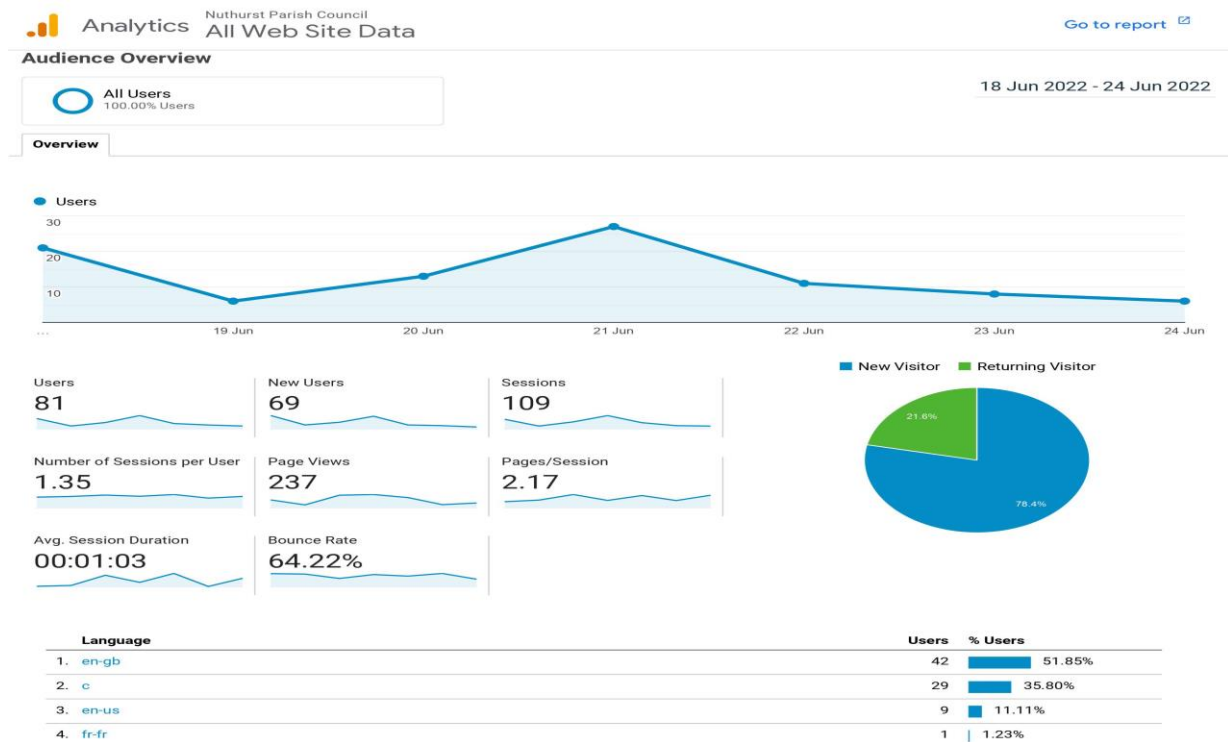 Analytics
Nuthurst Parish Council
All Web Site Data
Go to report
Audience Overview
All Users
100.00% Users
18 Jun 2022 - 24 Jun 2022
Overview
Users
30
20
10
...
19 Jun
20 Jun
21 Jun
22 Jun
23 Jun
24 Jun
New Visitor
Returning Visitor
21.6%
78.4%
Users
81
New Users
69
Sessions
109
Number of Sessions per User
1.35
Page Views
237
Pages/Session
2.17
Avg. Session Duration
00:01:03
Bounce Rate
64.22%
Language Users % Users
1. en-gb 42 51.85%
2. c 29 35.80%
3. en-us 9 11.11%
4. fr-fr 1 1.23%